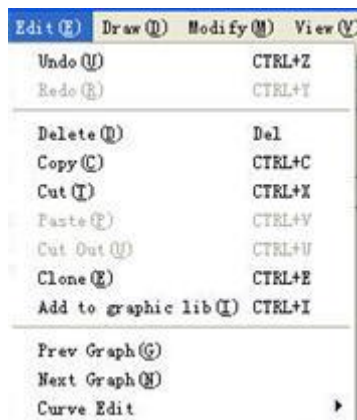 Edit(E) Draw(D) Modify(M) View(V)
Undo(U) CTRL+Z
Redo(R) CTRL+Y
Delete(D) Del
Copy(C) CTRL+C
Cut(T) CTRL+X
Paste(P) CTRL+V
Cut Out(U) CTRL+U
Clone(E) CTRL+E
Add to graphic lib(I) CTRL+I
Prev Graph(G)
Next Graph(N)
Curve Edit